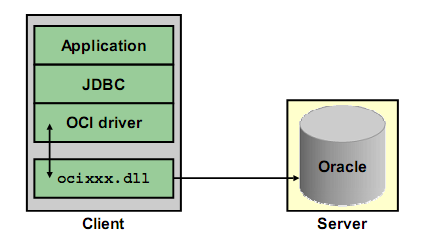 Application
JDBC
OCI driver
ocixxx.dll
Oracle
Client
Server